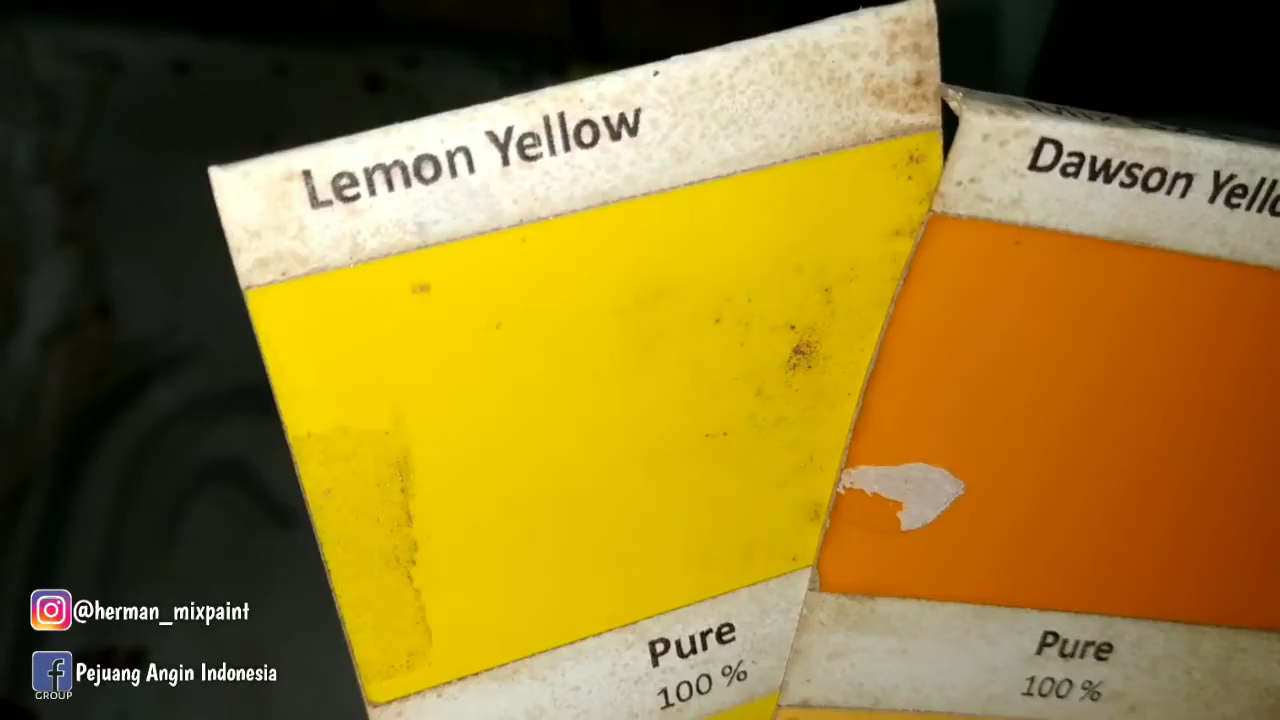 Lemon Yellow
Pure
100 %
Dawson Yello
Pure
100 %
@herman_mixpaint
Pejuang Angin Indonesia
GROUP